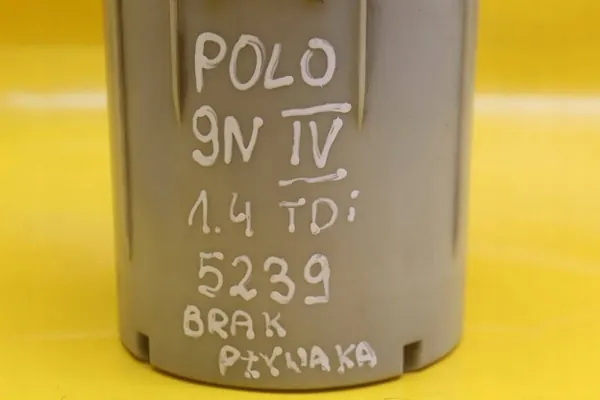 POLO
9N IV
1.4 TDi
5239
BRAK
PŁYWAKA